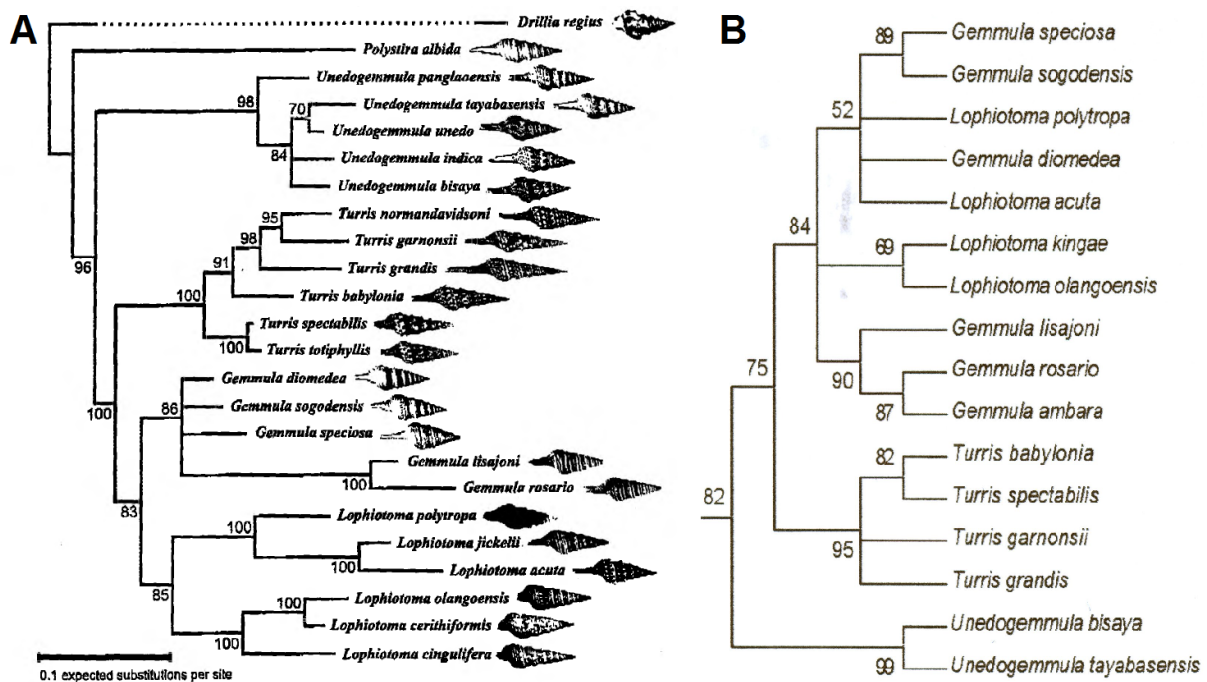 A
Drillia regius
Polystira albida
Unedogemmula panglaoensis
98
Unedogemmula tayabasensis
70
Unedogemmula unedo
84
Unedogemmula indica
Unedogemmula bisaya
Turris normandavidsoni
95
Turris garnonsii
98
Turris grandis
91
Turris babylonia
100
Turris spectabilis
100
Turris totiphyllis
96
Gemmula diomedea
100
86
Gemmula sogodensis
Gemmula speciosa
Gemmula lisajoni
100
Gemmula rosario
83
Lophiotoma polytropa
100
Lophiotoma jickelii
100
Lophiotoma acuta
85
Lophiotoma olangoensis
100
Lophiotoma cerithiformis
100
Lophiotoma cingulifera
0.1 expected substitutions per site
B
89
Gemmula speciosa
Gemmula sogodensis
52
Lophiotoma polytropa
Gemmula diomedea
Lophiotoma acuta
84
69
Lophiotoma kingae
Lophiotoma olangoensis
Gemmula lisajoni
75
90
Gemmula rosario
87
Gemmula ambara
82
Turris babylonia
Turris spectabilis
82
95
Turris garnonsii
Turris grandis
Unedogemmula bisaya
99
Unedogemmula tayabasensis